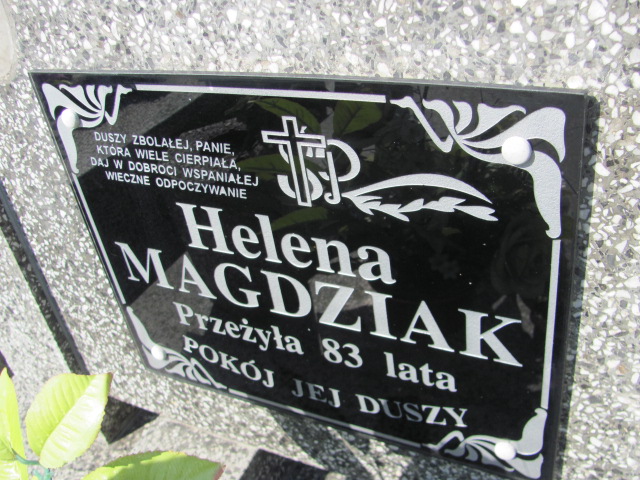 DUSZY ZBOLAŁEJ, PANIE,
KTÓRA WIELE CIERPIAŁA,
DAJ W DOBROCI WSPANIAŁEJ
WIECZNE ODPOCZYWANIE
Helena
MAGDZIAK
Przeżyła 83 lata
POKÓJ JEJ DUSZY